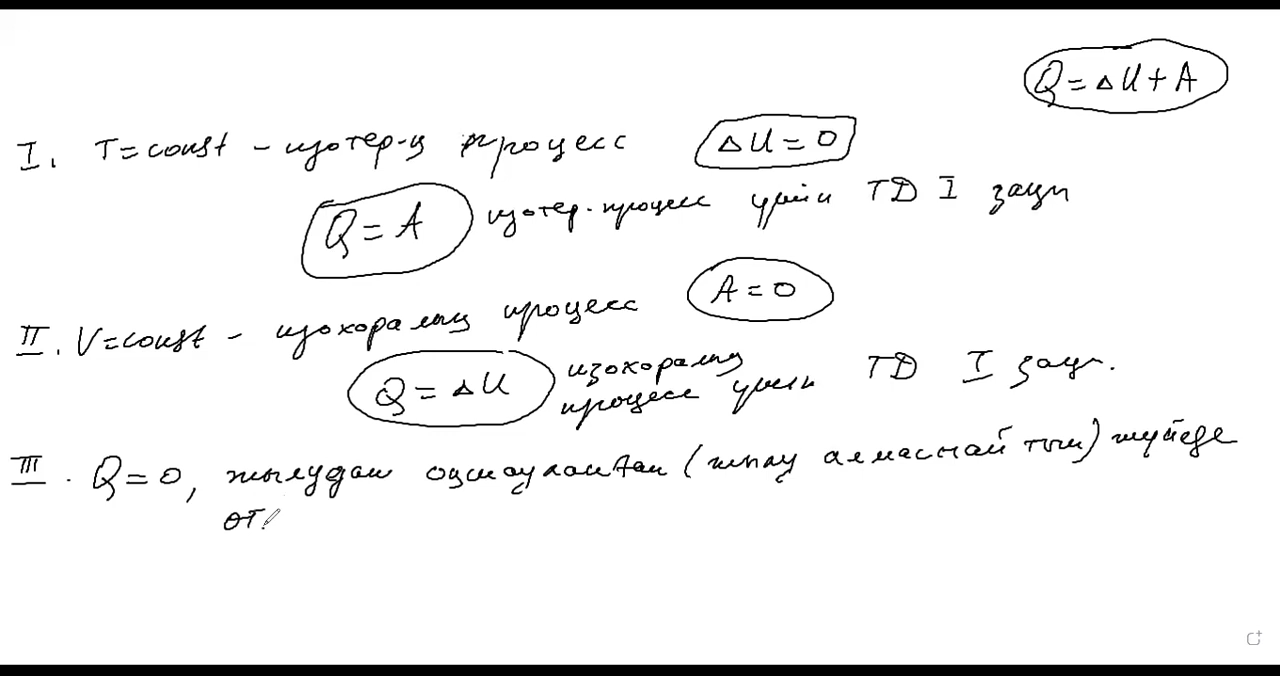 Q = ΔU + A
I. T=const – изотер-қ процесс ΔU = 0
Q = A изотер. процесс үшін ТД I заңы
II. V=const – изохоралық процесс A = 0
Q = ΔU изохоралық процесс үшін ТД I заңы.
III. Q = 0, жылудан оқшауланған (жылу алмаспайтын) жүйеде
өт